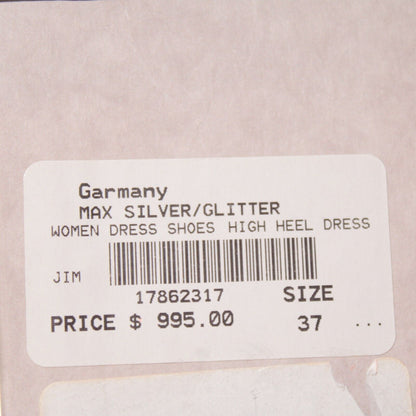 Garmany
MAX SILVER/GLITTER
WOMEN DRESS SHOES HIGH HEEL DRESS
JIM
17862317 SIZE
PRICE $ 995.00 37 ...